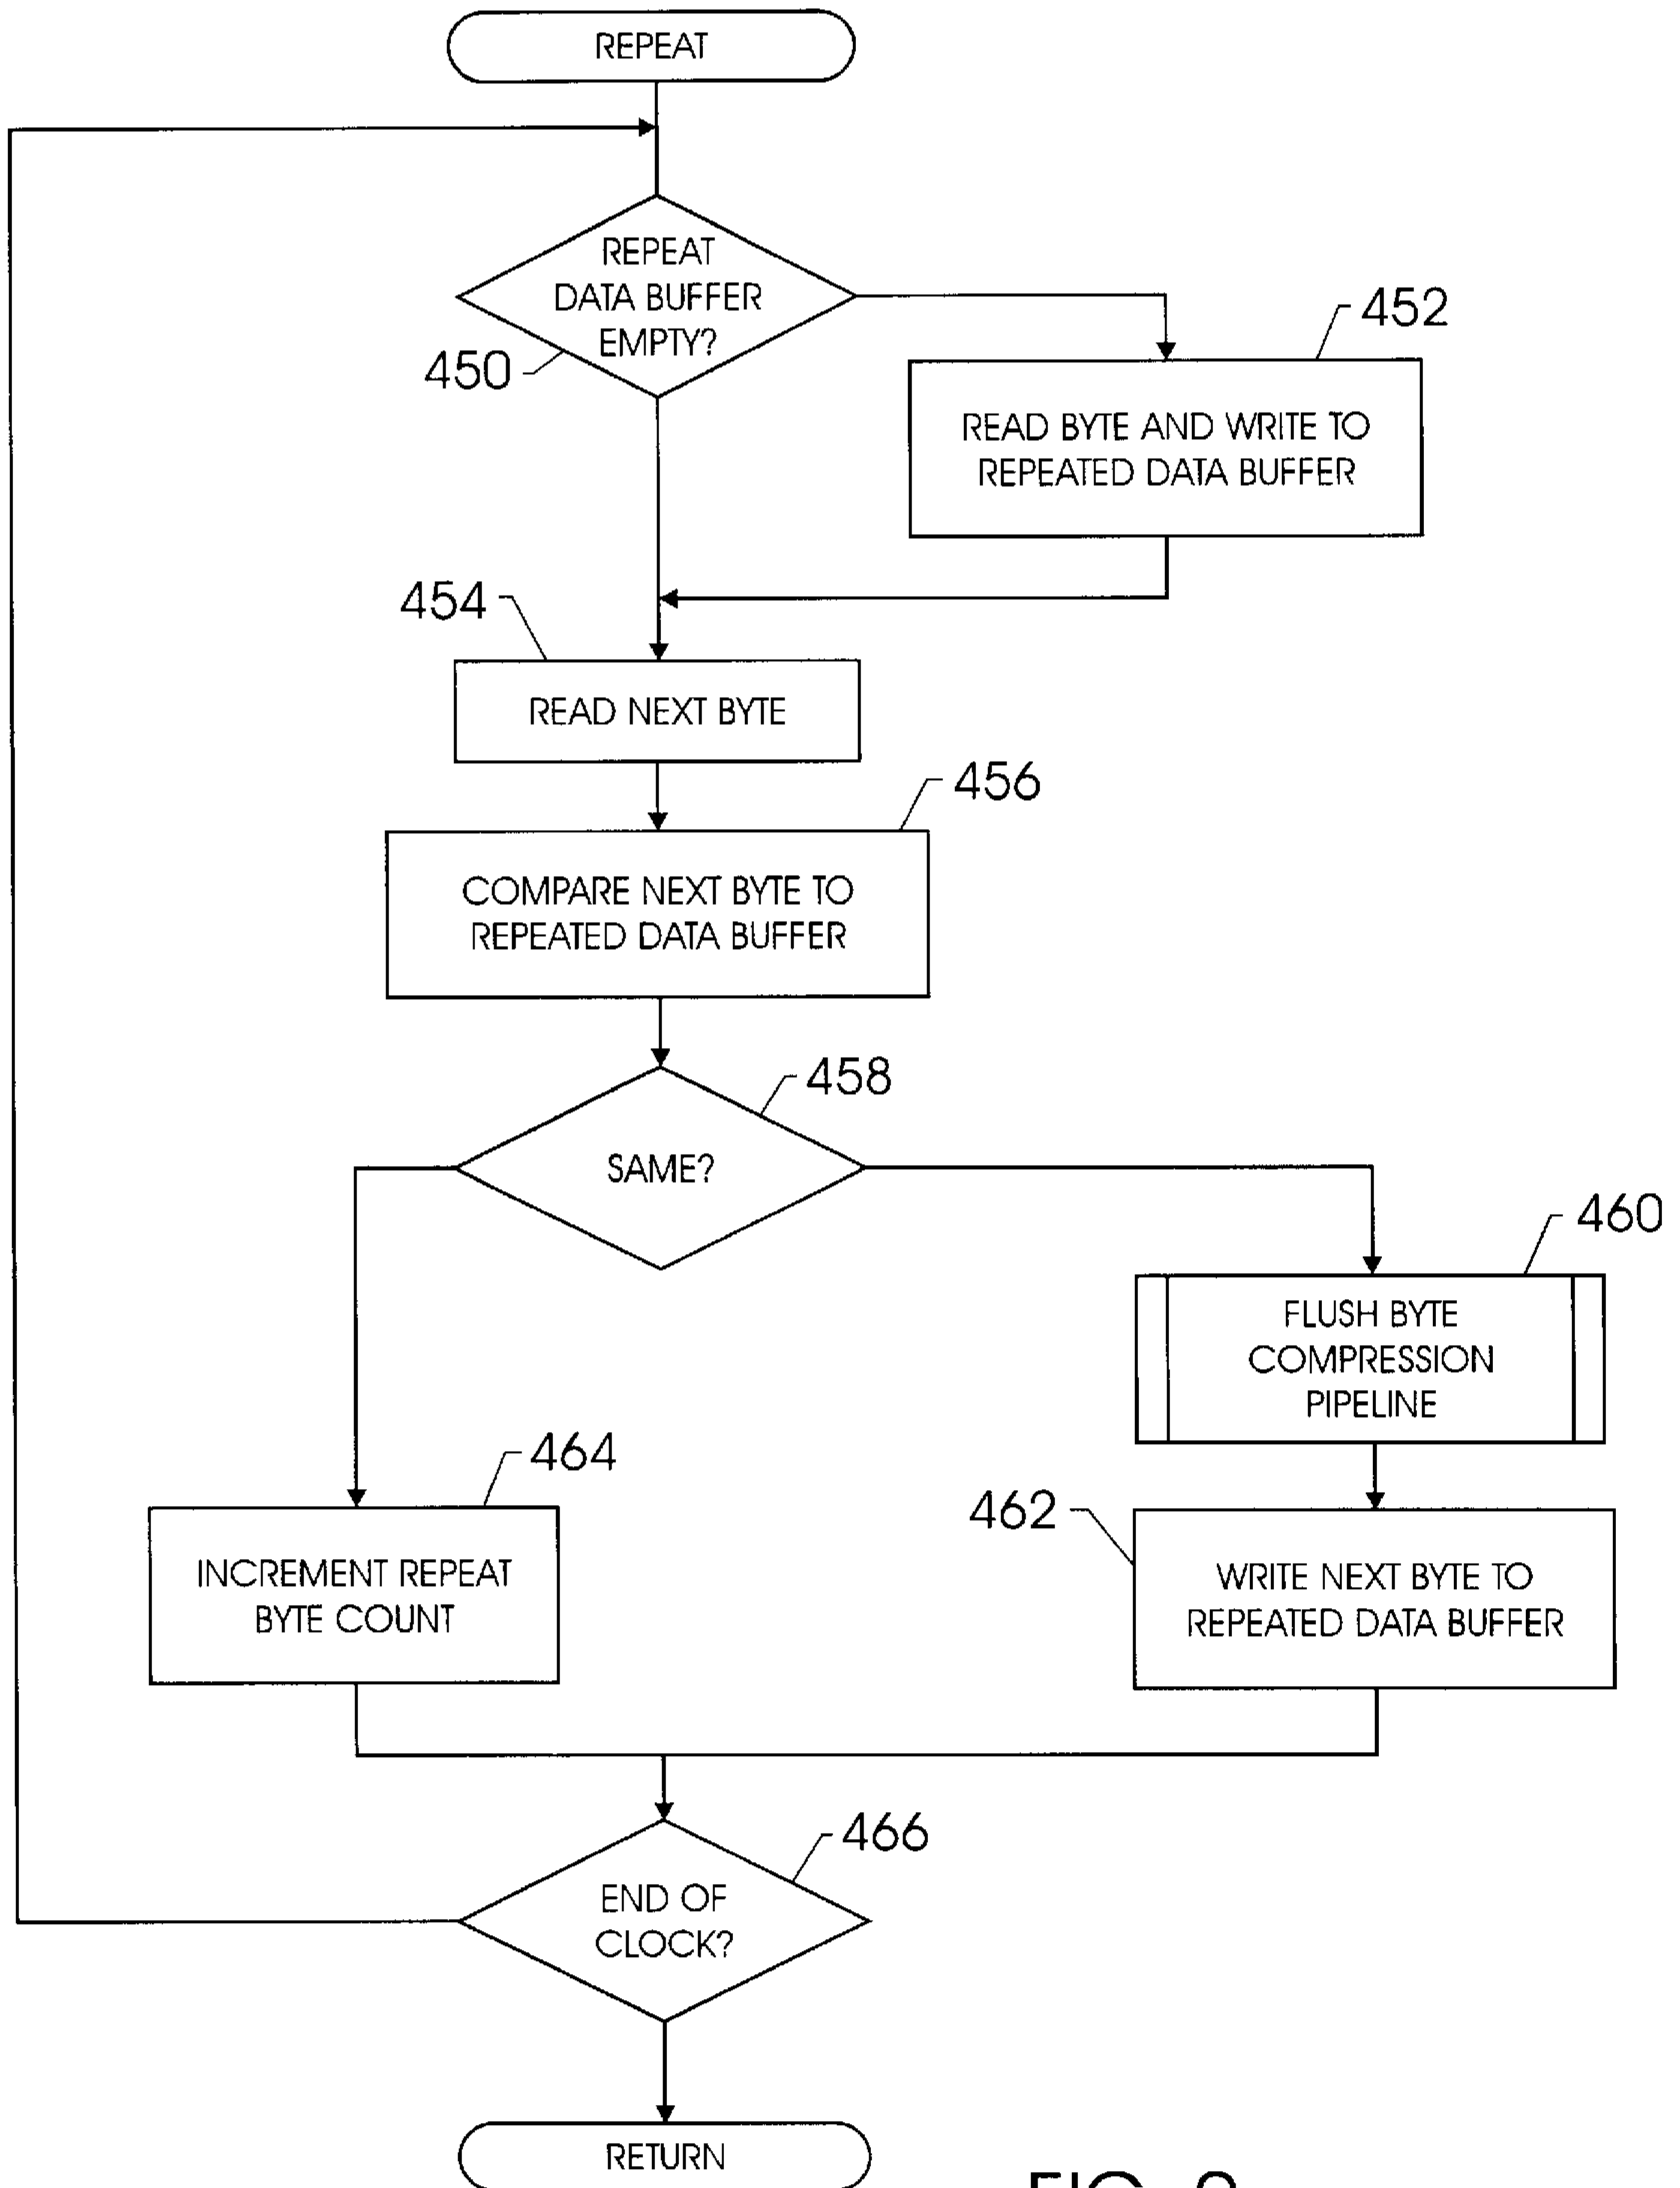 REPEAT
REPEAT
DATA BUFFER
EMPTY?
450
452
READ BYTE AND WRITE TO
REPEATED DATA BUFFER
454
READ NEXT BYTE
456
COMPARE NEXT BYTE TO
REPEATED DATA BUFFER
458
SAME?
460
FLUSH BYTE
COMPRESSION
PIPELINE
464
462
INCREMENT REPEAT
BYTE COUNT
WRITE NEXT BYTE TO
REPEATED DATA BUFFER
466
END OF
CLOCK?
RETURN